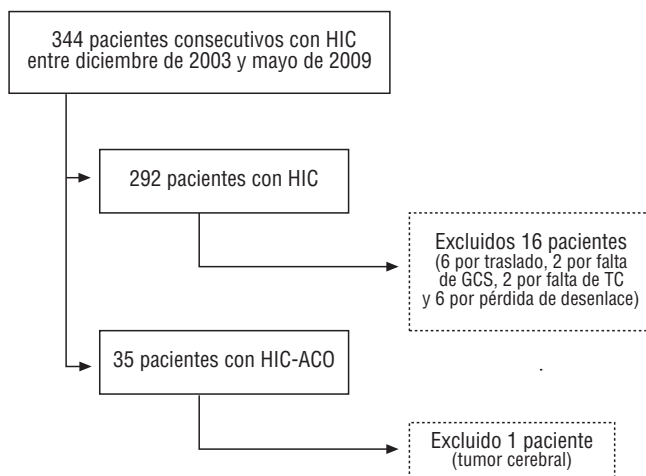 344 pacientes consecutivos con HIC
entre diciembre de 2003 y mayo de 2009
292 pacientes con HIC
Excluidos 16 pacientes
(6 por traslado, 2 por falta
de GCS, 2 por falta de TC
y 6 por pérdida de desenlace)
35 pacientes con HIC-ACO
Excluido 1 paciente
(tumor cerebral)